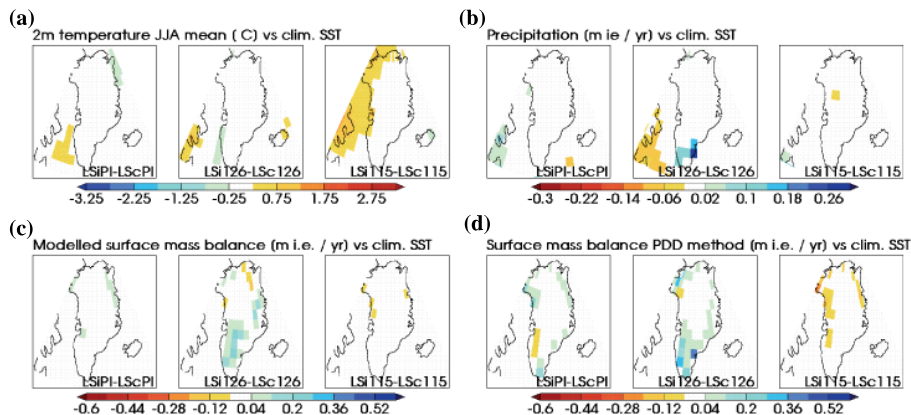 (a)
2m temperature JJA mean ( C) vs clim. SST
LSiPI-LScPI
LSi126-LSc126
LSi115-LSc115
-3.25 -2.25 -1.25 -0.25 0.75 1.75 2.75
(b)
Precipitation (m ie / yr) vs clim. SST
LSiPI-LScPI
LSi126-LSc126
LSi115-LSc115
-0.3 -0.22 -0.14 -0.06 0.02 0.1 0.18 0.26
(c)
Modelled surface mass balance (m i.e. / yr) vs clim. SST
LSiPI-LScPI
LSi126-LSc126
LSi115-LSc115
-0.6 -0.44 -0.28 -0.12 0.04 0.2 0.36 0.52
(d)
Surface mass balance PDD method (m i.e. / yr) vs clim. SST
LSiPI-LScPI
LSi126-LSc126
LSi115-LSc115
-0.6 -0.44 -0.28 -0.12 0.04 0.2 0.36 0.52